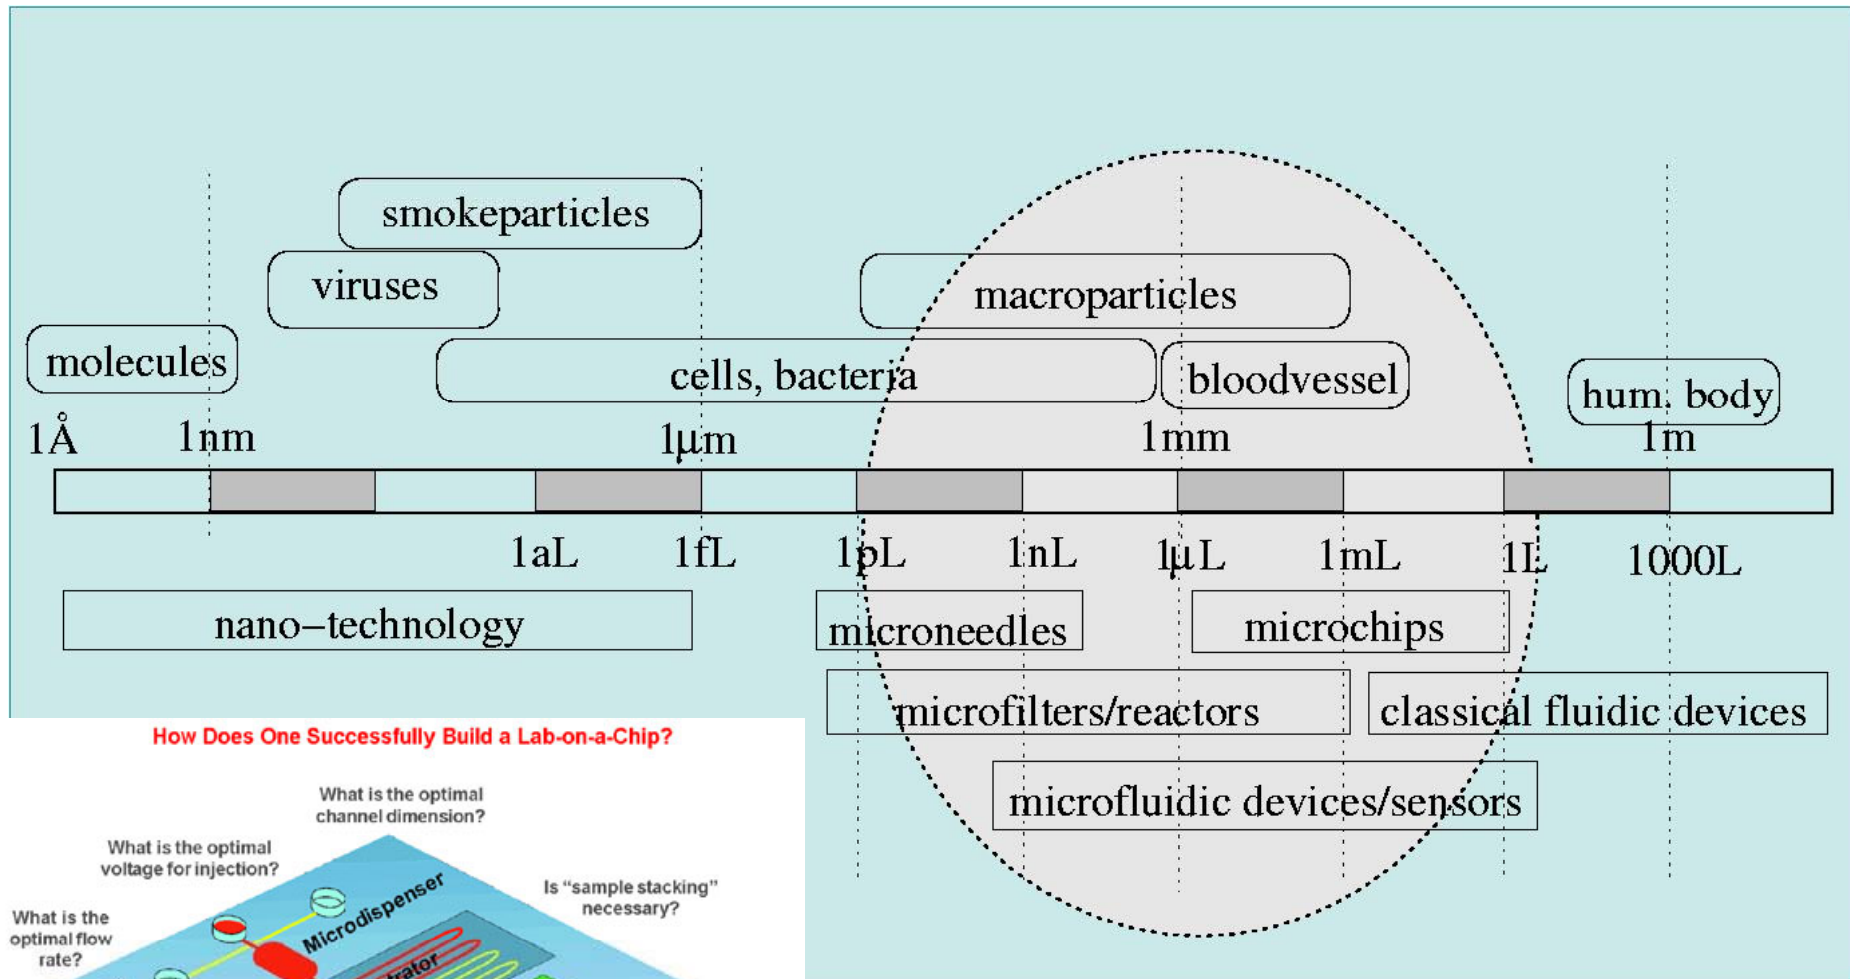 smokeparticles
viruses
macroparticles
molecules
cells, bacteria
bloodvessel
hum. body
1Å
1nm
1µm
1mm
1m
1aL
1fL
1pL
1nL
1µL
1mL
1L
1000L
nano-technology
microneedles
microchips
microfilters/reactors
classical fluidic devices
microfluidic devices/sensors
How Does One Successfully Build a Lab-on-a-Chip?
What is the optimal
channel dimension?
What is the optimal
voltage for injection?
Is "sample stacking"
necessary?
What is the
optimal flow
rate?
Microdispenser